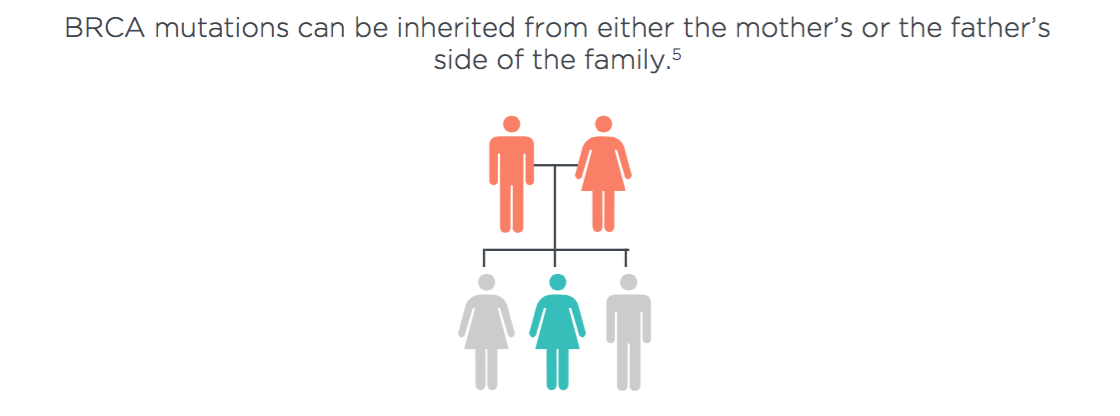 BRCA mutations can be inherited from either the mother’s or the father’s
side of the family.⁵